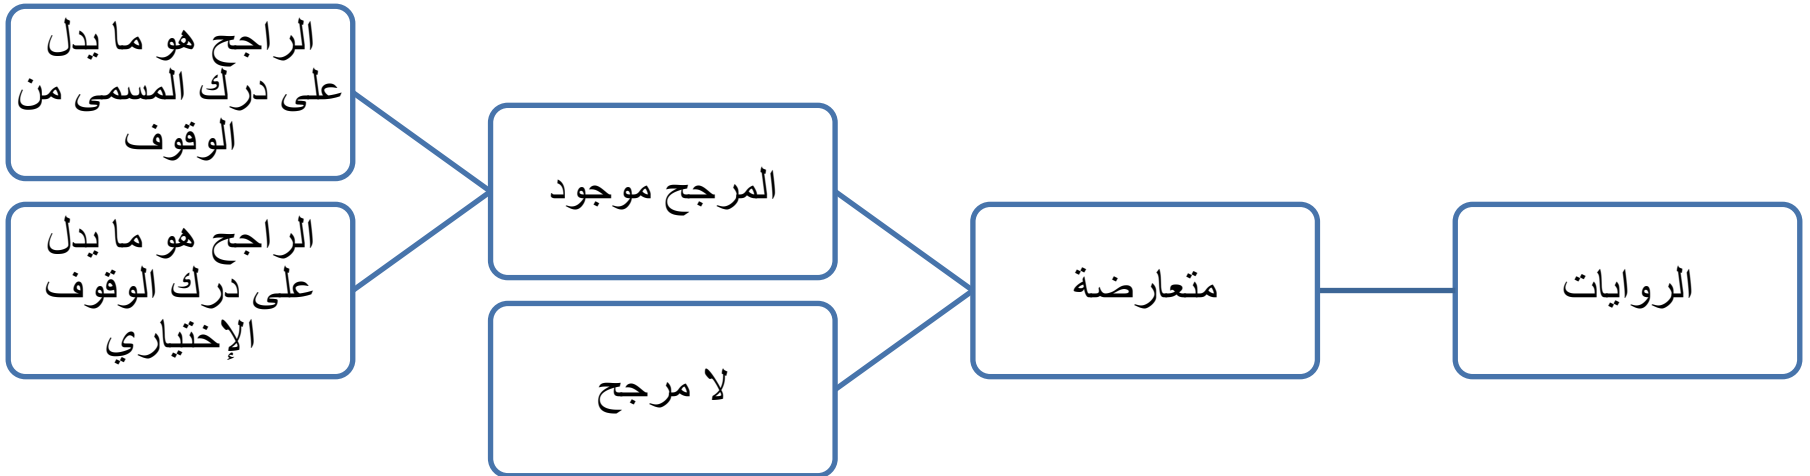 الروايات
متعارضة
المرجح موجود
الراجح هو ما يدل
على درك المسمى من
الوقوف
الراجح هو ما يدل
على درك الوقوف
الإختياري
لا مرجح